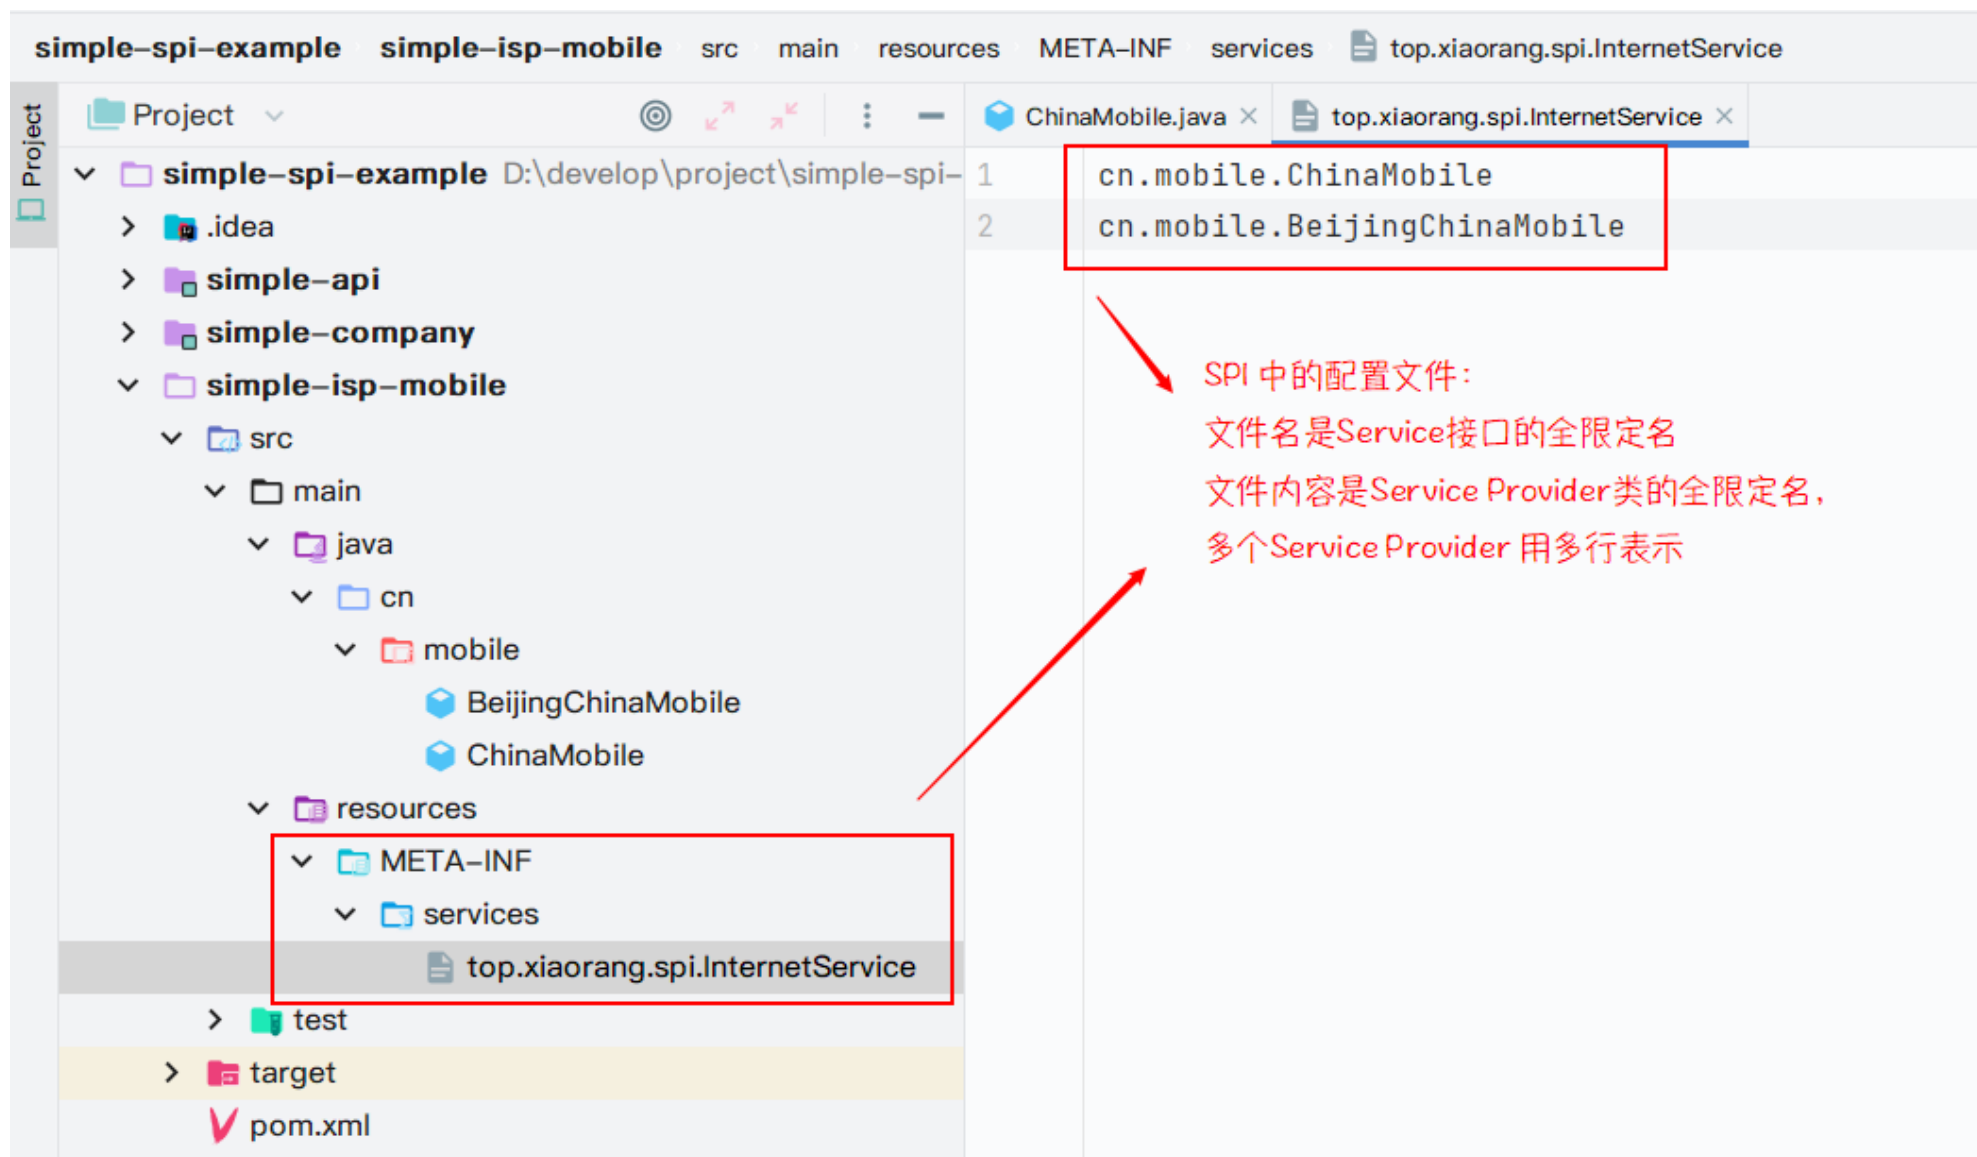 simple-spi-example simple-isp-mobile src main resources META-INF services top.xiaorang.spi.InternetService
Project
Project
ChinaMobile.java
top.xiaorang.spi.InternetService
simple-spi-example D:\develop\project\simple-spi-
.idea
simple-api
simple-company
simple-isp-mobile
src
main
java
cn
mobile
BeijingChinaMobile
ChinaMobile
resources
META-INF
services
top.xiaorang.spi.InternetService
test
target
pom.xml
1 cn.mobile.ChinaMobile
2 cn.mobile.BeijingChinaMobile
SPI 中的配置文件：
文件名是Service接口的全限定名
文件内容是Service Provider类的全限定名，
多个Service Provider 用多行表示